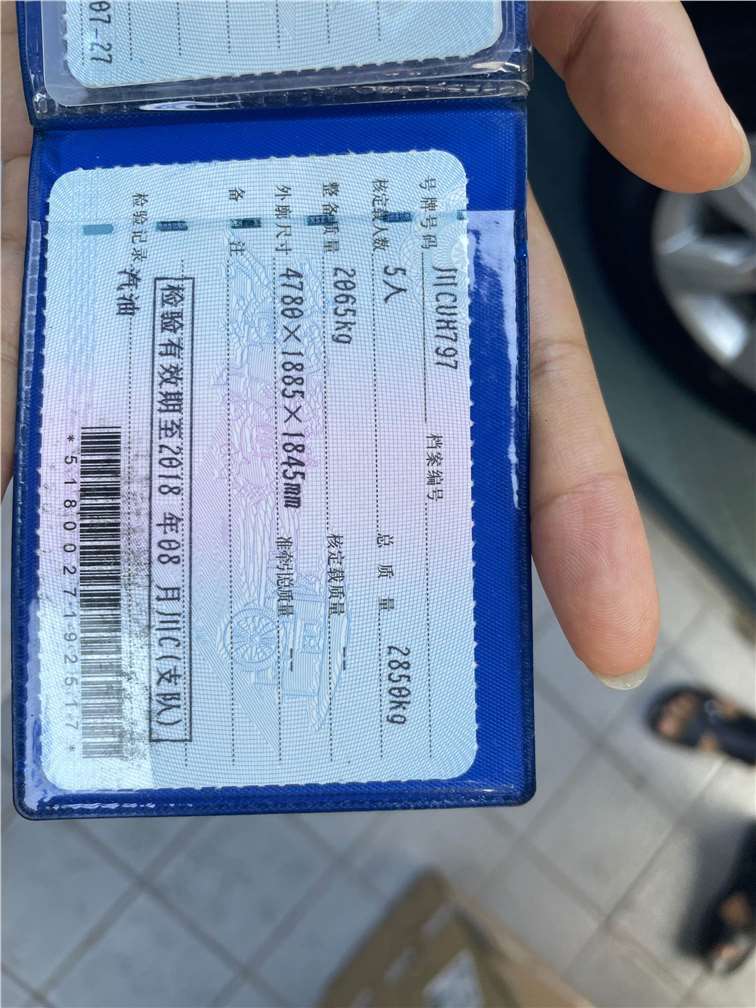 07-27
号牌号码 川CUH797 档案编号
核定载人数 5人 总质量 2850kg
整备质量 2065kg 核定载质量 --
外廓尺寸 4780×1885×1845mm 准牵引总质量 --
备注
检验有效期至2018年08月川C(支队)
检验记录 汽油
*5180027192517*